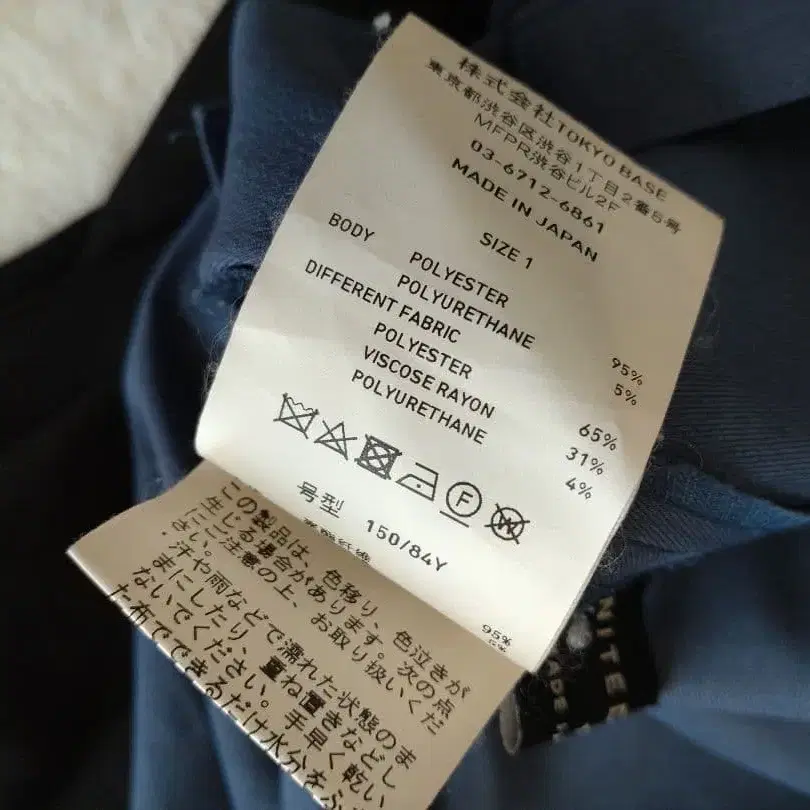 株式会社TOKYO BASE
東京都渋谷区渋谷1丁目2番5号
MFPR渋谷ビル2F
03-6712-6861
MADE IN JAPAN
SIZE 1
BODY
POLYESTER 95%
POLYURETHANE 5%
DIFFERENT FABRIC
POLYESTER 65%
VISCOSE RAYON 31%
POLYURETHANE 4%
F
W
号型 150/84Y
95%
5%
この製品は、色移り、色泣きが
生じる場合があります。次の点
にご注意の上、お取り扱いくだ
さい。
・汗や雨などで濡れた状態のま
まにしたり、重ね置きなどし
ないでください。手早く乾い
た布でできるだけ水分をふ
NITE
MADE I